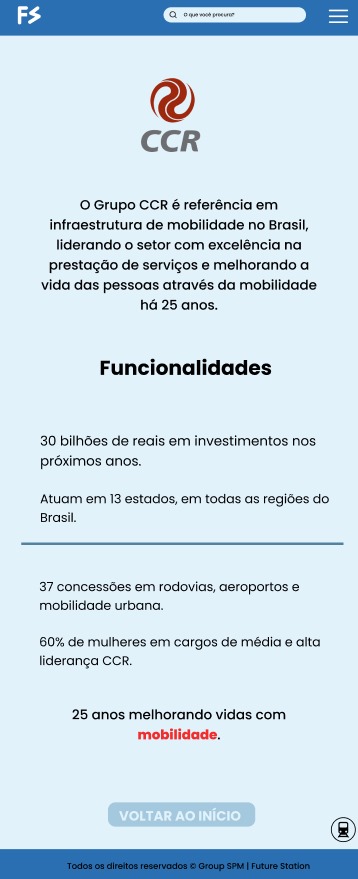 FS
O que você procura?
CCR
O Grupo CCR é referência em
infraestrutura de mobilidade no Brasil,
liderando o setor com excelência na
prestação de serviços e melhorando a
vida das pessoas através da mobilidade
há 25 anos.
Funcionalidades
30 bilhões de reais em investimentos nos
próximos anos.
Atuam em 13 estados, em todas as regiões do
Brasil.
37 concessões em rodovias, aeroportos e
mobilidade urbana.
60% de mulheres em cargos de média e alta
liderança CCR.
25 anos melhorando vidas com
mobilidade.
VOLTAR AO INÍCIO
Todos os direitos reservados © Group SPM | Future Station